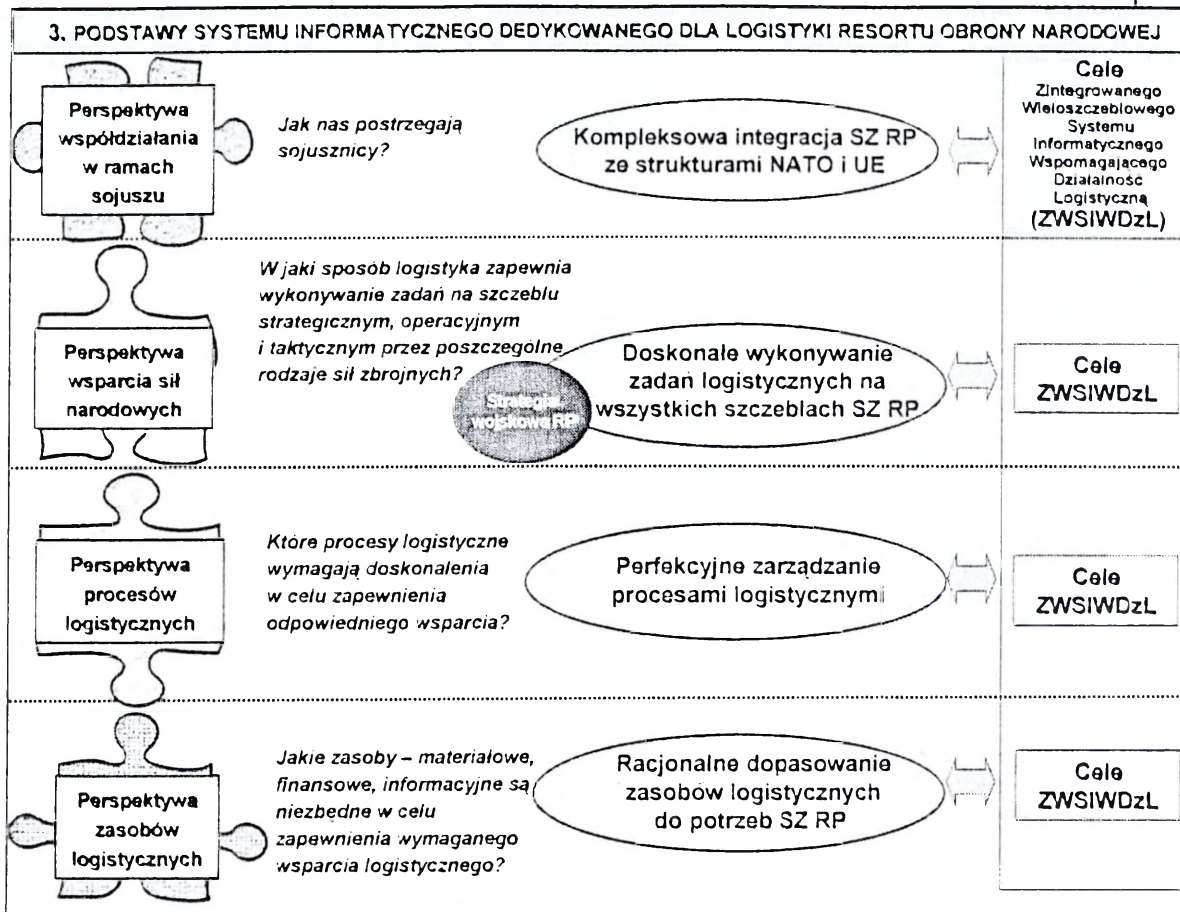 3. PODSTAWY SYSTEMU INFORMATYCZNEGO DEDYKOWANEGO DLA LOGISTYKI RESORTU OBRONY NARODOWEJ
Perspektywa
współdziałania
w ramach
sojuszu
Jak nas postrzegają
sojusznicy?
Kompleksowa integracja SZ RP
ze strukturami NATO i UE
Cele
Zintegrowanego
Wieloszczeblowego
Systemu
Informatycznego
Wspomagającego
Działalność
Logistyczną
(ZWSIWDzL)
Perspektywa
wsparcia sił
narodowych
W jaki sposób logistyka zapewnia
wykonywanie zadań na szczeblu
strategicznym, operacyjnym
i taktycznym przez poszczególne
rodzaje sił zbrojnych?
Strategia
wojskowa RP
Doskonałe wykonywanie
zadań logistycznych na
wszystkich szczeblach SZ RP
Cele
ZWSIWDzL
Perspektywa
procesów
logistycznych
Które procesy logistyczne
wymagają doskonalenia
w celu zapewnienia
odpowiedniego wsparcia?
Perfekcyjne zarządzanie
procesami logistycznymi
Cele
ZWSIWDzL
Perspektywa
zasobów
logistycznych
Jakie zasoby – materiałowe,
finansowe, informacyjne są
niezbędne w celu
zapewnienia wymaganego
wsparcia logistycznego?
Racjonalne dopasowanie
zasobów logistycznych
do potrzeb SZ RP
Cele
ZWSIWDzL